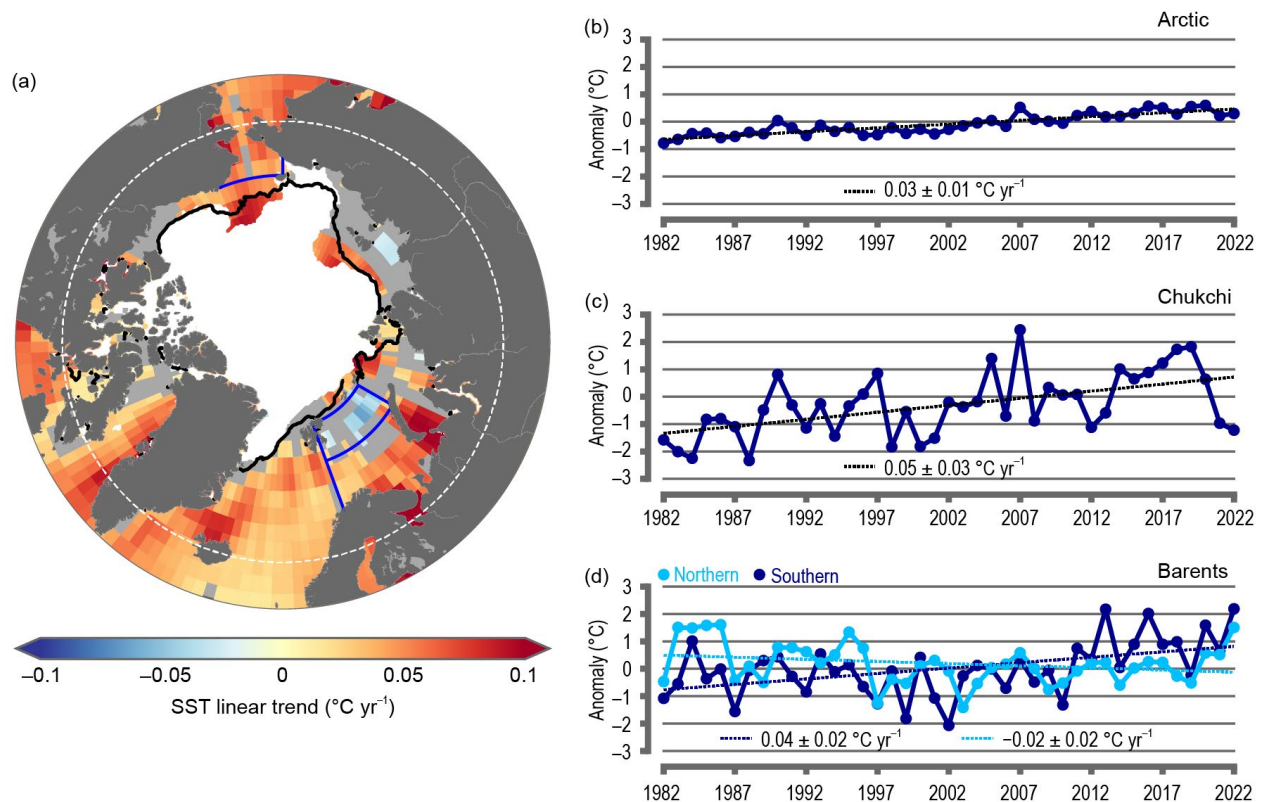 (a)
−0.1 −0.05 0 0.05 0.1
SST linear trend (°C yr⁻¹)
(b) Arctic
3
2
1
0
−1
−2
−3
Anomaly (°C)
0.03 ± 0.01 °C yr⁻¹
1982 1987 1992 1997 2002 2007 2012 2017 2022
(c) Chukchi
3
2
1
0
−1
−2
−3
Anomaly (°C)
0.05 ± 0.03 °C yr⁻¹
1982 1987 1992 1997 2002 2007 2012 2017 2022
(d) Northern Southern Barents
3
2
1
0
−1
−2
−3
Anomaly (°C)
0.04 ± 0.02 °C yr⁻¹ −0.02 ± 0.02 °C yr⁻¹
1982 1987 1992 1997 2002 2007 2012 2017 2022